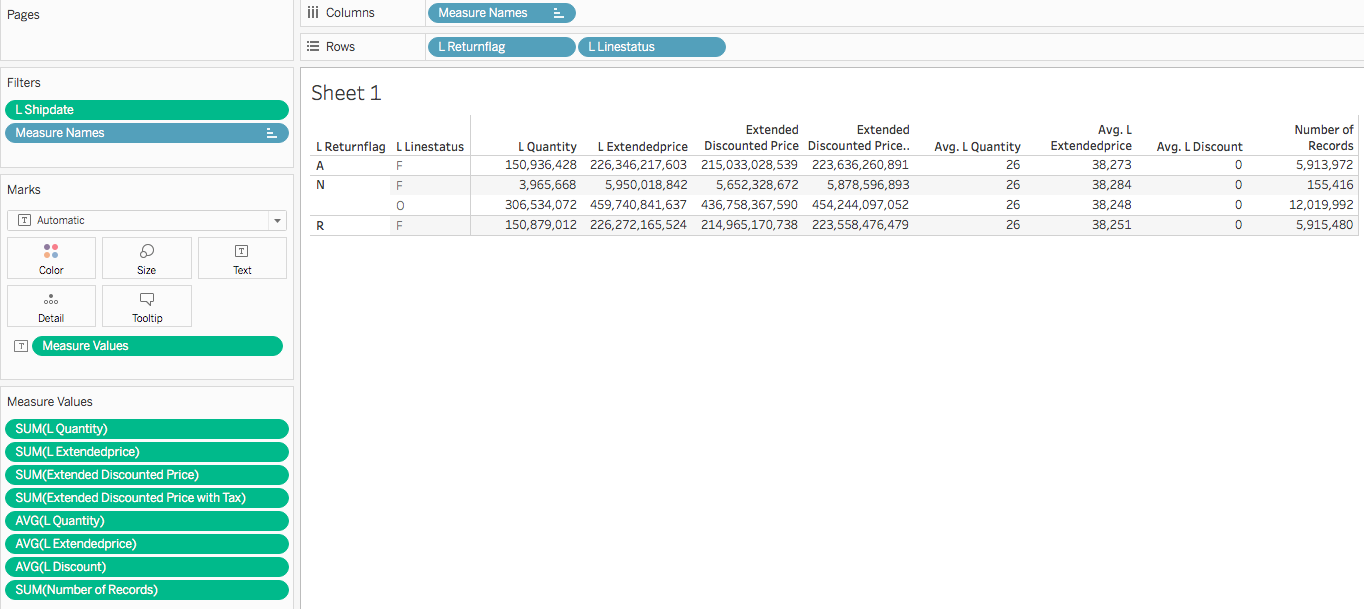 Pages
Columns Measure Names
Rows L Returnflag L Linestatus
Filters
L Shipdate
Measure Names
Marks
T Automatic
Color Size T Text
Detail Tooltip
T Measure Values
Measure Values
SUM(L Quantity)
SUM(L Extendedprice)
SUM(Extended Discounted Price)
SUM(Extended Discounted Price with Tax)
AVG(L Quantity)
AVG(L Extendedprice)
AVG(L Discount)
SUM(Number of Records)
Sheet 1
Extended Extended Avg. L Number of
L Returnflag L Linestatus L Quantity L Extendedprice Discounted Price Discounted Price.. Avg. L Quantity Extendedprice Avg. L Discount Records
A F 150,936,428 226,346,217,603 215,033,028,539 223,636,260,891 26 38,273 0 5,913,972
N F 3,965,668 5,950,018,842 5,652,328,672 5,878,596,893 26 38,284 0 155,416
O 306,534,072 459,740,841,637 436,758,367,590 454,244,097,052 26 38,248 0 12,019,992
R F 150,879,012 226,272,165,524 214,965,170,738 223,558,476,479 26 38,251 0 5,915,480